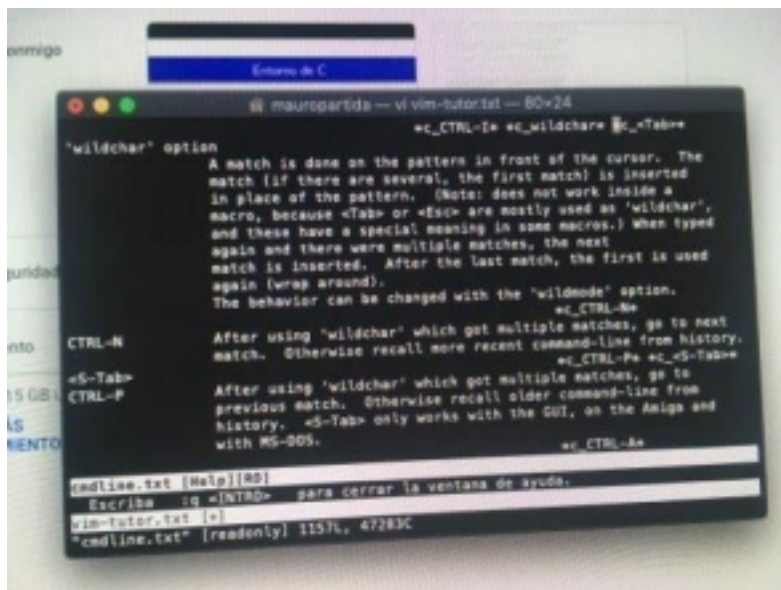 onmigo
Entorno de C
mauropartida — vi vim-tutor.txt — 80×24
*c_CTRL-I* *c_wildchar* *c_<Tab>*
'wildchar' option
A match is done on the pattern in front of the cursor. The
match (if there are several, the first match) is inserted
in place of the pattern. (Note: does not work inside a
macro, because <Tab> or <Esc> are mostly used as 'wildchar',
and these have a special meaning in some macros.) When typed
again and there were multiple matches, the next
match is inserted. After the last match, the first is used
again (wrap around).
The behavior can be changed with the 'wildmode' option.
*c_CTRL-N*
CTRL-N After using 'wildchar' which got multiple matches, go to next
match. Otherwise recall more recent command-line from history.
*c_CTRL-P* *c_<S-Tab>*
<S-Tab>
CTRL-P After using 'wildchar' which got multiple matches, go to
previous match. Otherwise recall older command-line from
history. <S-Tab> only works with the GUI, on the Amiga and
with MS-DOS.
*c_CTRL-A*
cmdline.txt [Help][RO]
Escriba :q <INTRO> para cerrar la ventana de ayuda.
vim-tutor.txt [+]
"cmdline.txt" [readonly] 1157L, 47283C
guridad
nto
15 GB
ÁS
MIENTO